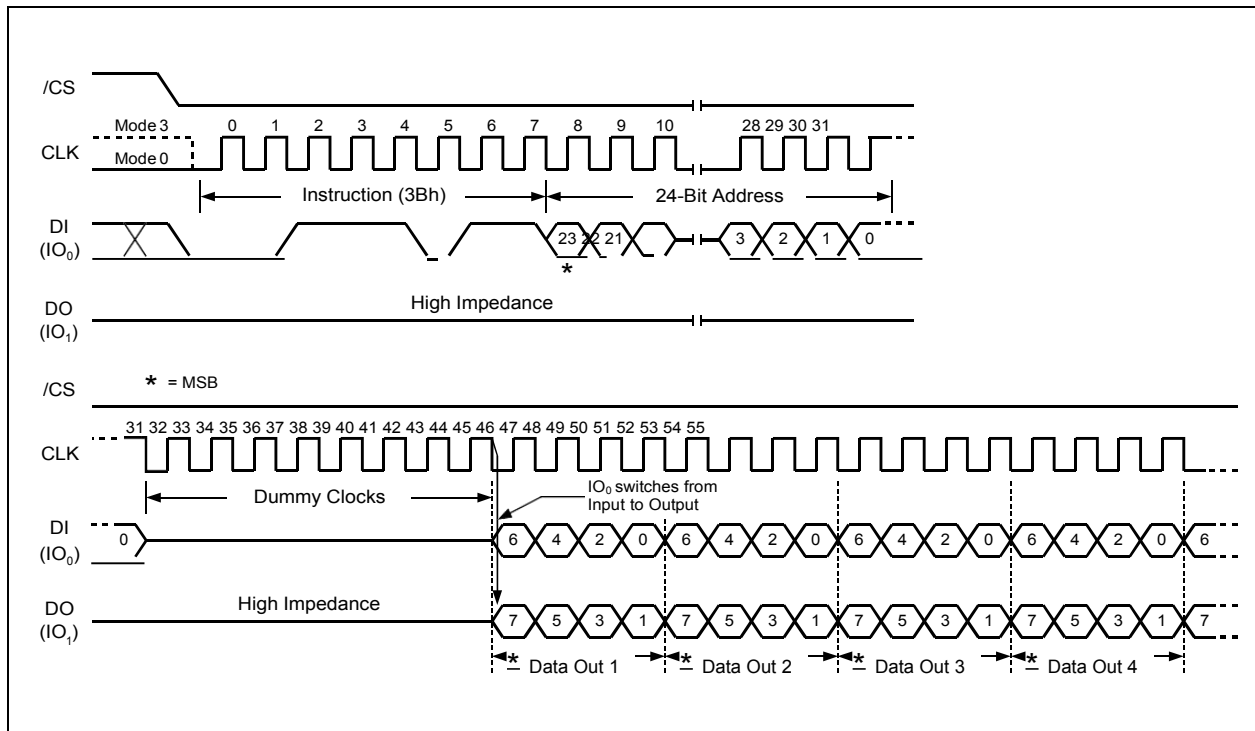 /CS
Mode 3
0 1 2 3 4 5 6 7 8 9 10 28 29 30 31
CLK
Mode 0
Instruction (3Bh)
24-Bit Address
DI
(IO0)
23 22 21 3 2 1 0
*
High Impedance
DO
(IO1)
* = MSB
/CS
31 32 33 34 35 36 37 38 39 40 41 42 43 44 45 46 47 48 49 50 51 52 53 54 55
CLK
Dummy Clocks
IO0 switches from
Input to Output
DI
(IO0)
0 6 4 2 0 6 4 2 0 6 4 2 0 6 4 2 0 6
High Impedance
DO
(IO1)
7 5 3 1 7 5 3 1 7 5 3 1 7 5 3 1 7
* Data Out 1 * Data Out 2 * Data Out 3 * Data Out 4